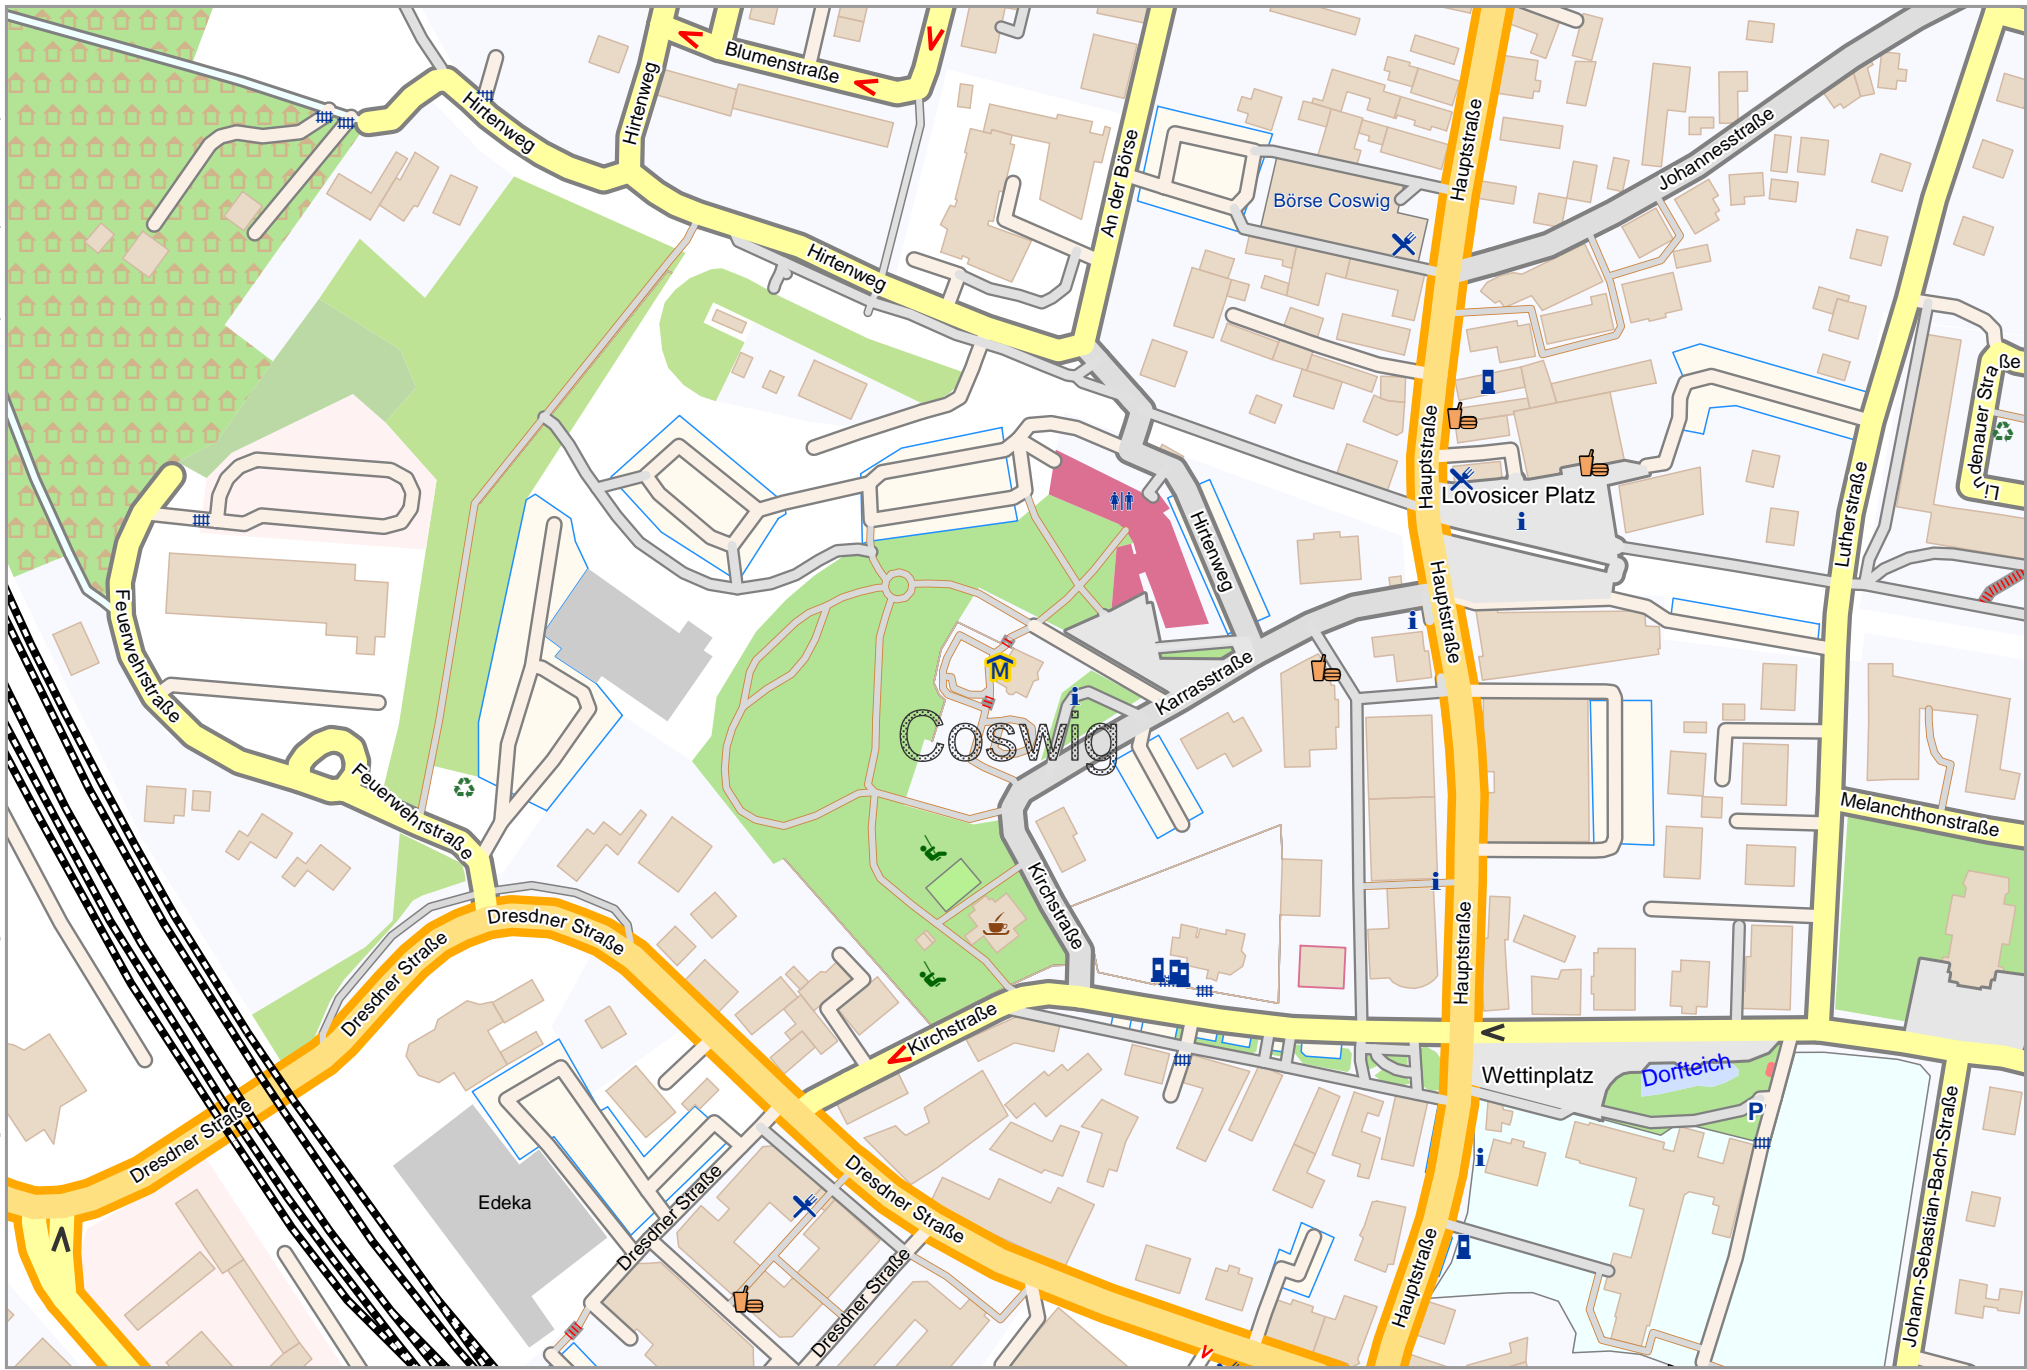 Blumenstraße
Hirtenweg
Hirtenweg
Hauptstraße
Johannesstraße
An der Börse
Börse Coswig
Hirtenweg
Lindenauer Straße
Hauptstraße
Lovosicer Platz
Lutherstraße
Hirtenweg
Hauptstraße
Feuerwehrstraße
M
Karrasstraße
Coswig
Feuerwehrstraße
Melanchthonstraße
Kirchstraße
Dresdner Straße
Dresdner Straße
Hauptstraße
Kirchstraße
Wettinplatz
Dorfteich
P
Dresdner Straße
Johann-Sebastian-Bach-Straße
Edeka
Dresdner Straße
Dresdner Straße
Dresdner Straße
Hauptstraße